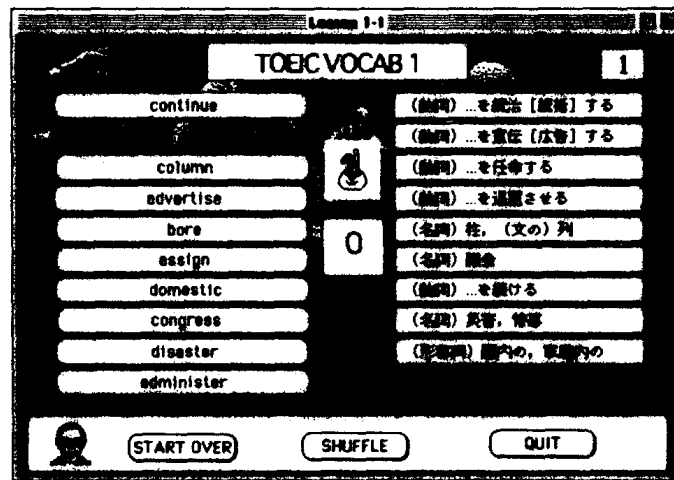 Lesson 1-1
TOEIC VOCAB 1
1
continue
column
advertise
bore
assign
domestic
congress
disaster
administer
0
(動詞) …を統治［統括］する
(動詞) …を宣伝［広告］する
(動詞) …を任命する
(動詞) …を退屈させる
(名詞) 柱, (文の) 列
(名詞) 議会
(動詞) …を続ける
(名詞) 災害, 惨事
(形容詞) 国内の, 家庭内の
START OVER
SHUFFLE
QUIT